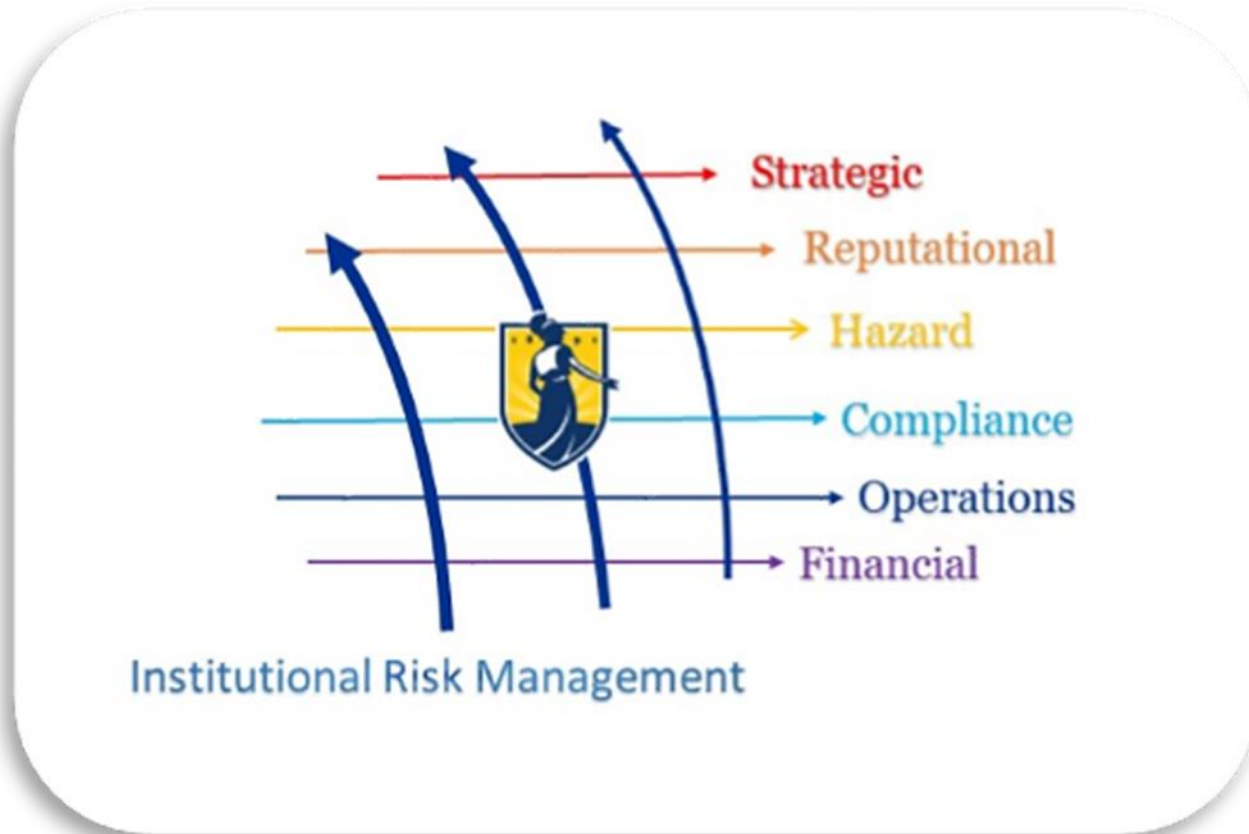 Strategic
Reputational
Hazard
Compliance
Operations
Financial
Institutional Risk Management